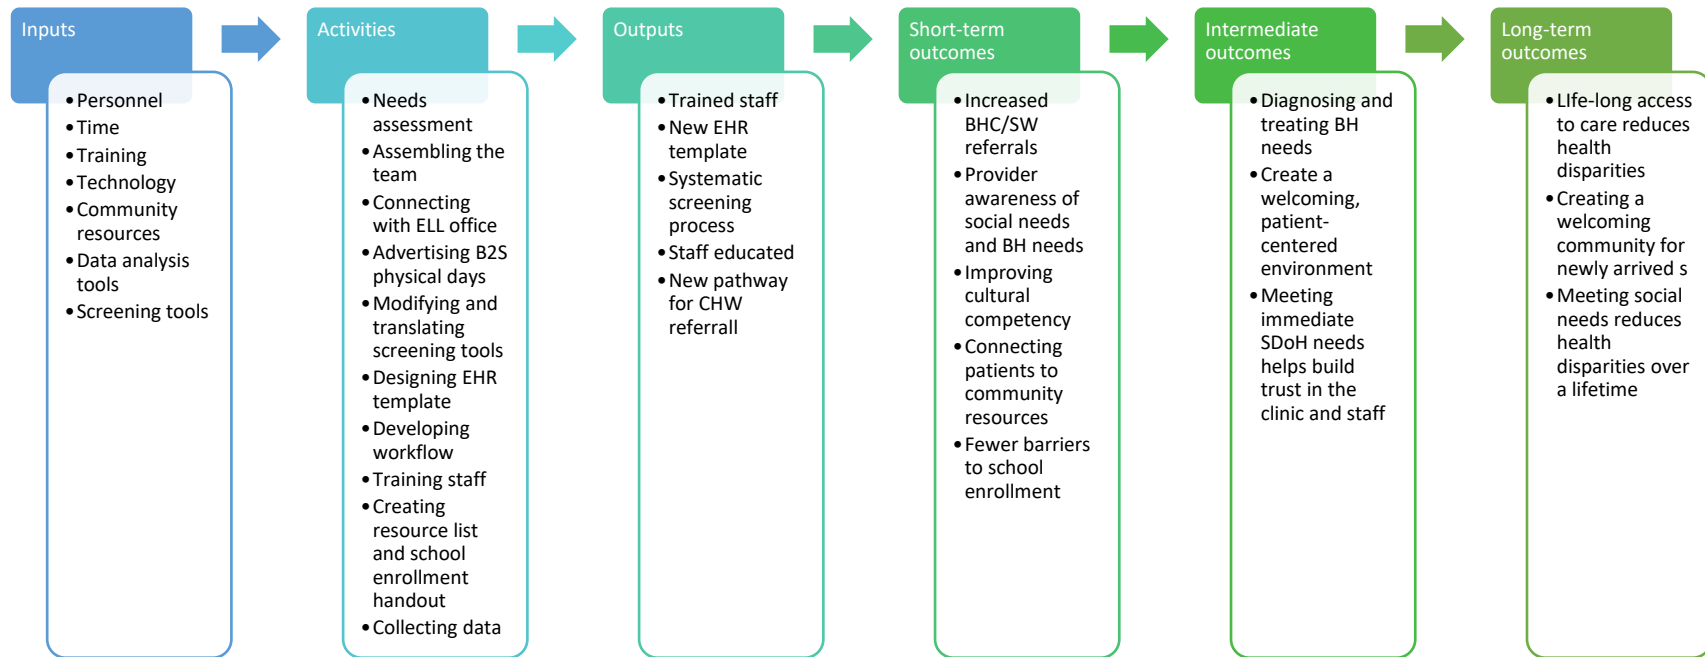 Inputs
• Personnel
• Time
• Training
• Technology
• Community
resources
• Data analysis
tools
• Screening tools
Activities
• Needs
assessment
• Assembling the
team
• Connecting
with ELL office
• Advertising B2S
physical days
• Modifying and
translating
screening tools
• Designing EHR
template
• Developing
workflow
• Training staff
• Creating
resource list
and school
enrollment
handout
• Collecting data
Outputs
• Trained staff
• New EHR
template
• Systematic
screening
process
• Staff educated
• New pathway
for CHW
referrall
Short-term
outcomes
• Increased
BHC/SW
referrals
• Provider
awareness of
social needs
and BH needs
• Improving
cultural
competency
• Connecting
patients to
community
resources
• Fewer barriers
to school
enrollment
Intermediate
outcomes
• Diagnosing and
treating BH
needs
• Create a
welcoming,
patient-
centered
environment
• Meeting
immediate
SDoH needs
helps build
trust in the
clinic and staff
Long-term
outcomes
• LIfe-long access
to care reduces
health
disparities
• Creating a
welcoming
community for
newly arrived s
• Meeting social
needs reduces
health
disparities over
a lifetime